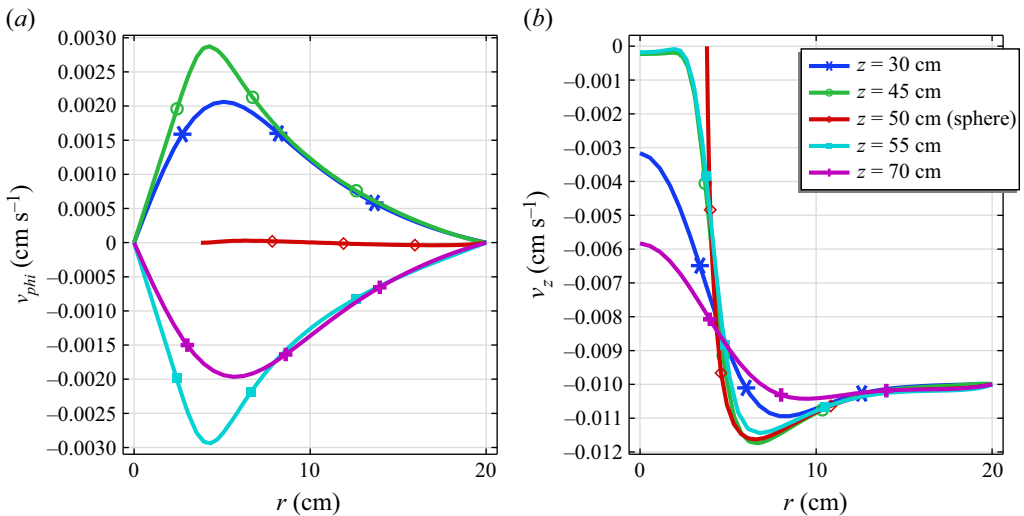 (a)
0.0030
0.0025
0.0020
0.0015
0.0010
0.0005
0
–0.0005
–0.0010
–0.0015
–0.0020
–0.0025
–0.0030
v_phi (cm s⁻¹)
0 10 20
r (cm)
(b)
0
–0.001
–0.002
–0.003
–0.004
–0.005
–0.006
–0.007
–0.008
–0.009
–0.010
–0.011
–0.012
v_z (cm s⁻¹)
0 10 20
r (cm)
z = 30 cm
z = 45 cm
z = 50 cm (sphere)
z = 55 cm
z = 70 cm